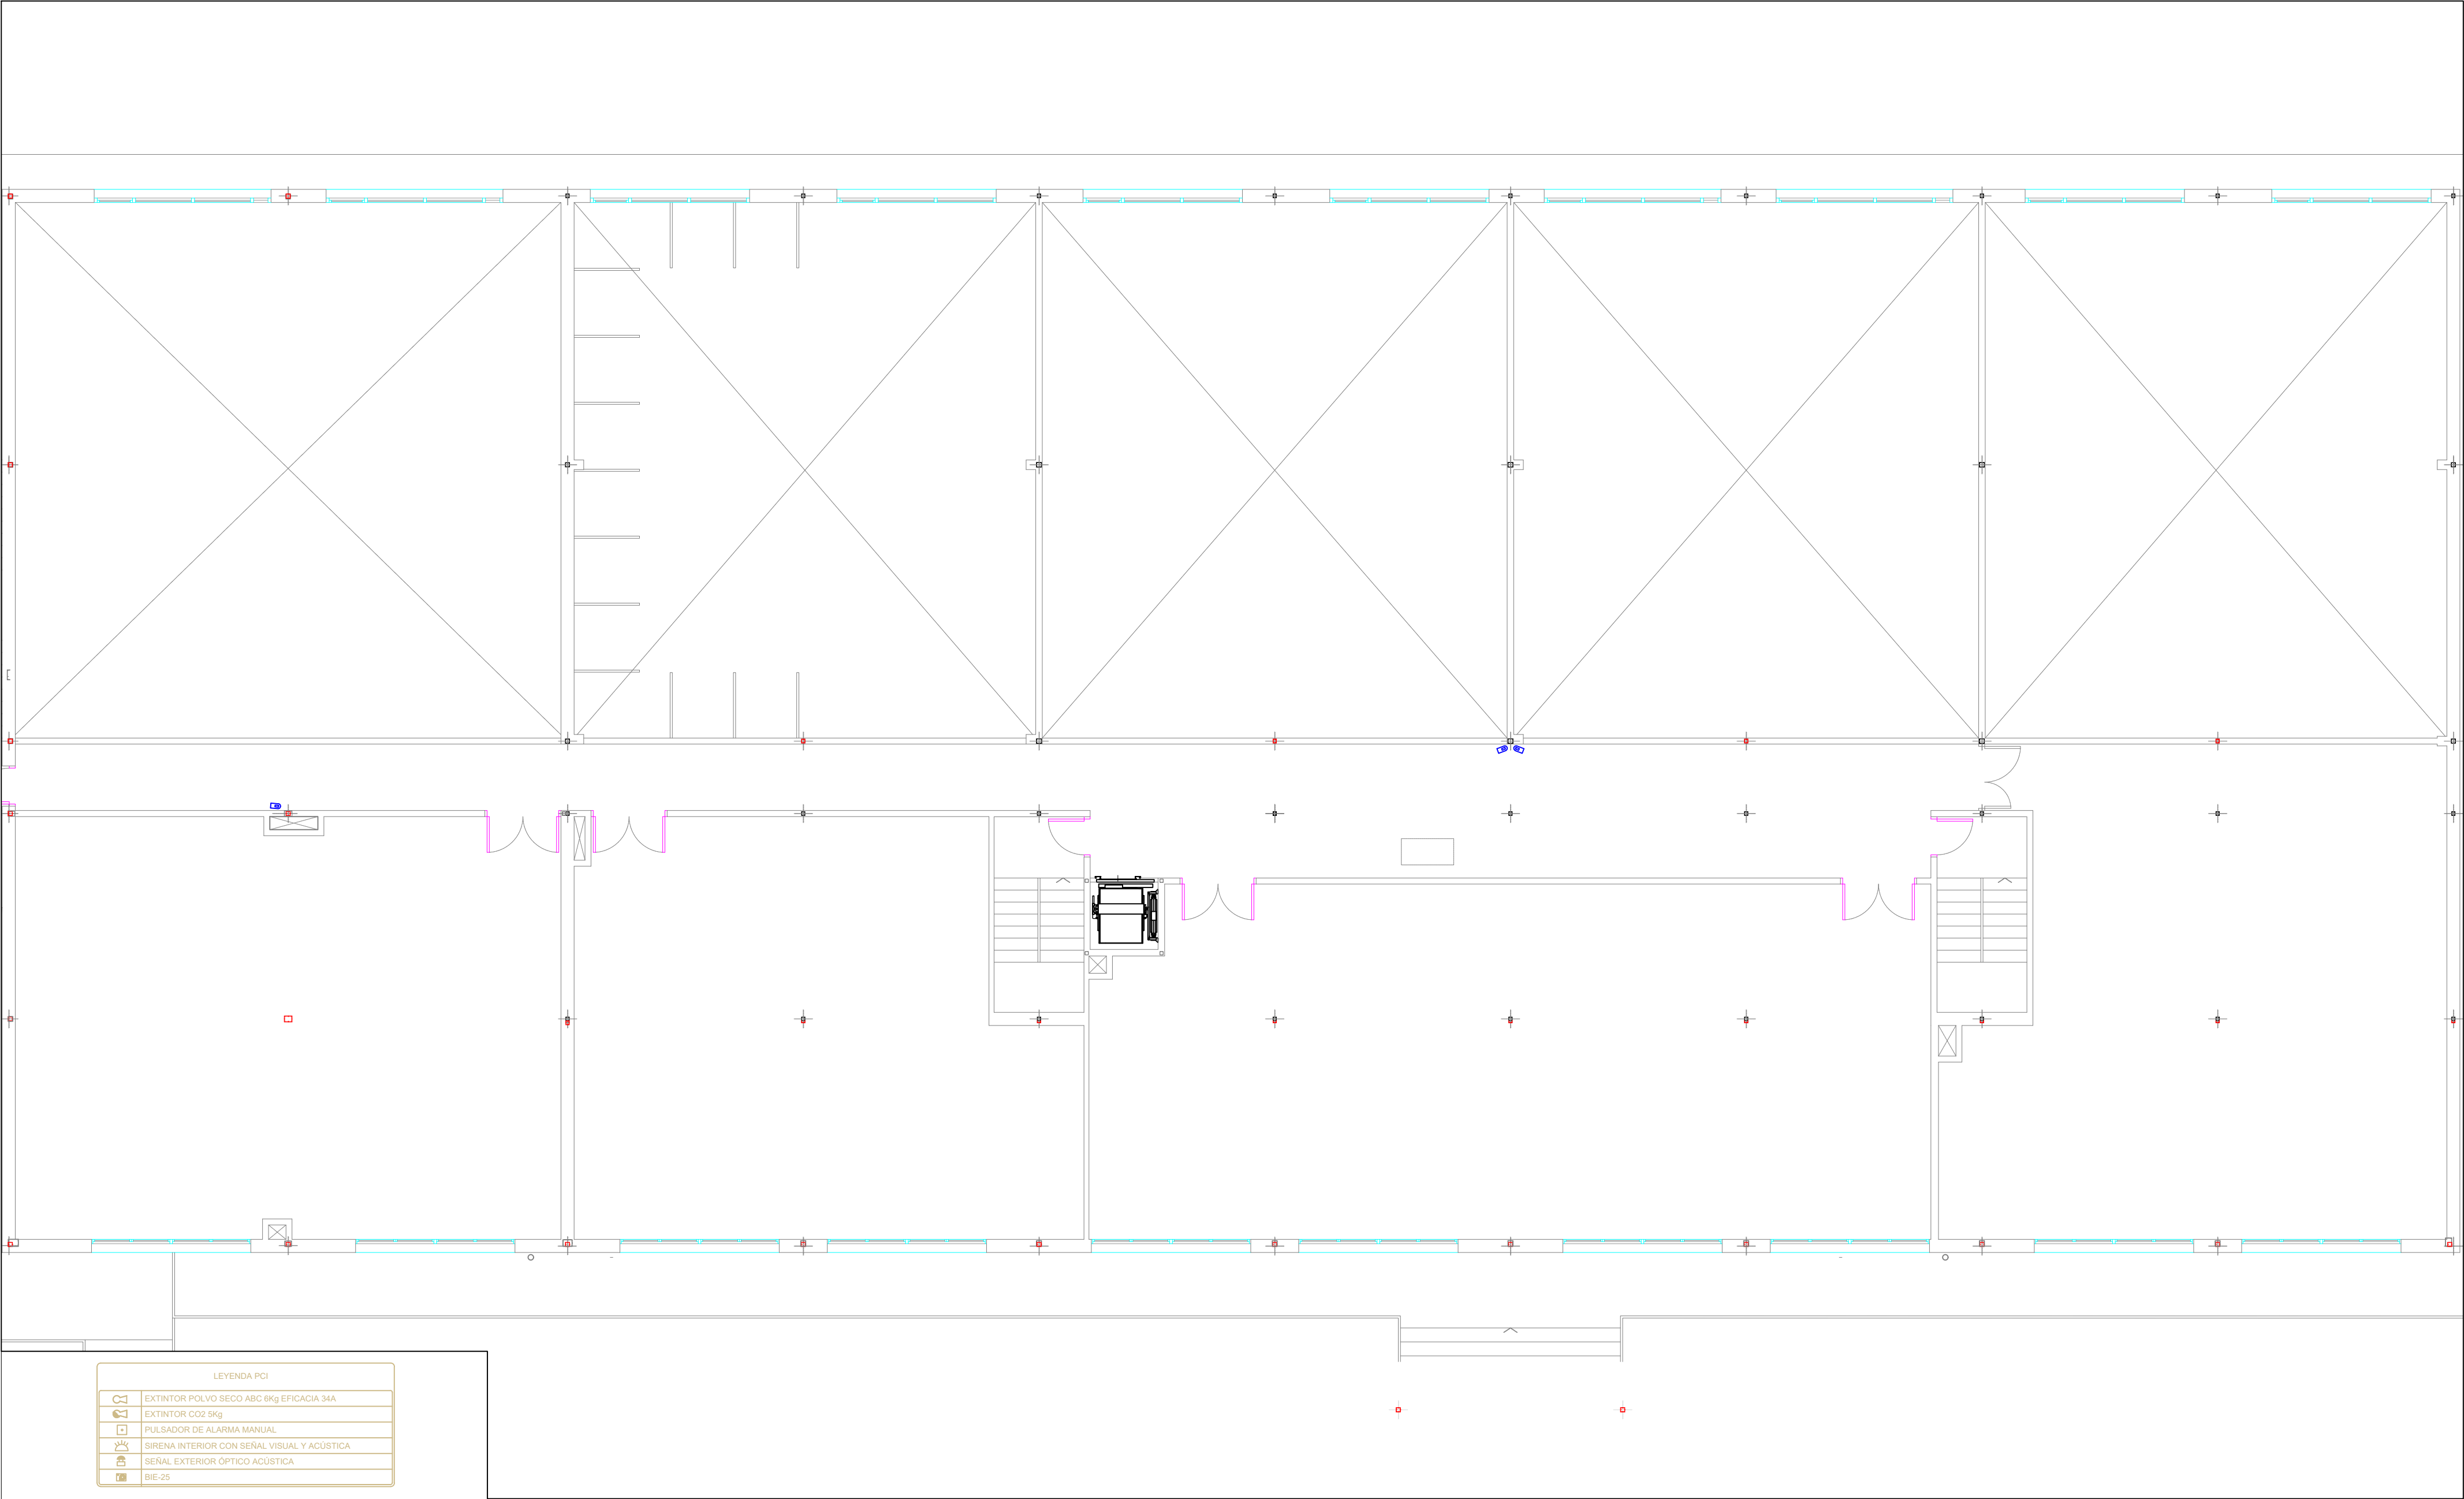 LEYENDA PCI
EXTINTOR POLVO SECO ABC 6Kg EFICACIA 34A
EXTINTOR CO2 5Kg
PULSADOR DE ALARMA MANUAL
SIRENA INTERIOR CON SEÑAL VISUAL Y ACÚSTICA
SEÑAL EXTERIOR ÓPTICO ACÚSTICA
BIE-25